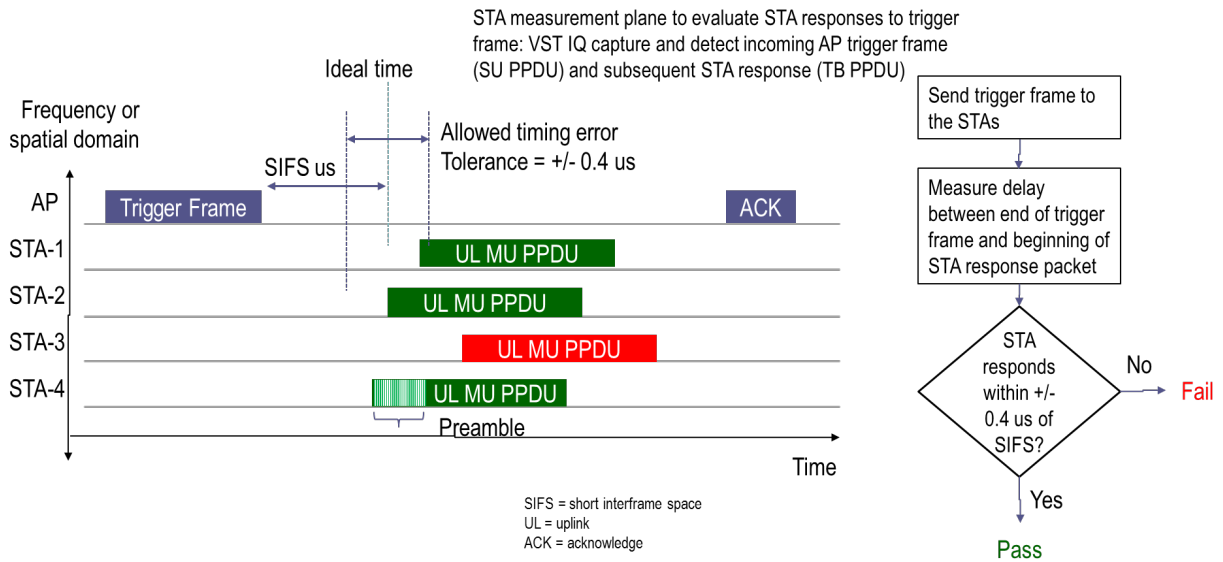 STA measurement plane to evaluate STA responses to trigger
frame: VST IQ capture and detect incoming AP trigger frame
(SU PPDU) and subsequent STA response (TB PPDU)
Ideal time
Frequency or
spatial domain
Allowed timing error
Tolerance = +/- 0.4 us
SIFS us
AP
Trigger Frame
ACK
STA-1
UL MU PPDU
STA-2
UL MU PPDU
STA-3
UL MU PPDU
STA-4
UL MU PPDU
Preamble
Time
SIFS = short interframe space
UL = uplink
ACK = acknowledge
Send trigger frame to
the STAs
Measure delay
between end of trigger
frame and beginning of
STA response packet
STA
responds
within +/-
0.4 us of
SIFS?
No
Fail
Yes
Pass